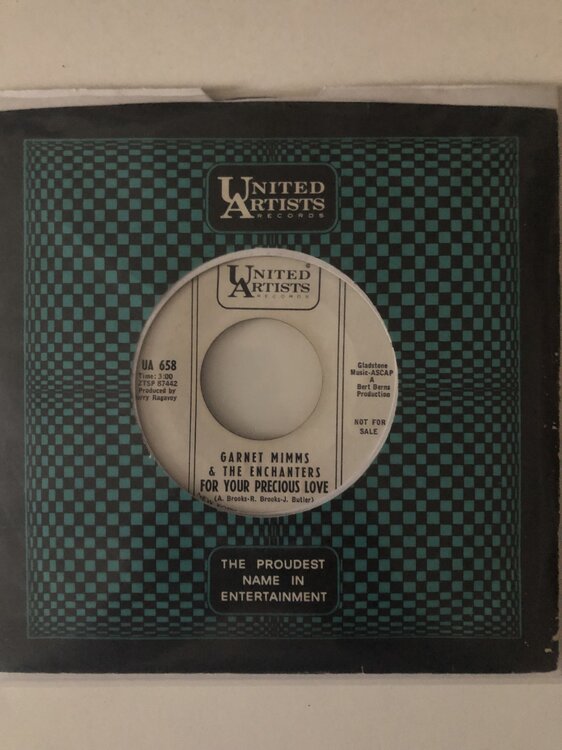 UNITED
ARTISTS
RECORDS
UNITED
ARTISTS
RECORDS
UA 658
Time: 3:00
ZTSP 87442
Produced by
erry Ragavoy
Gladstone
Music-ASCAP
A
Bert Berns
Production
NOT FOR
SALE
GARNET MIMMS
& THE ENCHANTERS
FOR YOUR PRECIOUS LOVE
(A. Brooks-R. Brooks-J. Butler)
THE PROUDEST
NAME IN
ENTERTAINMENT